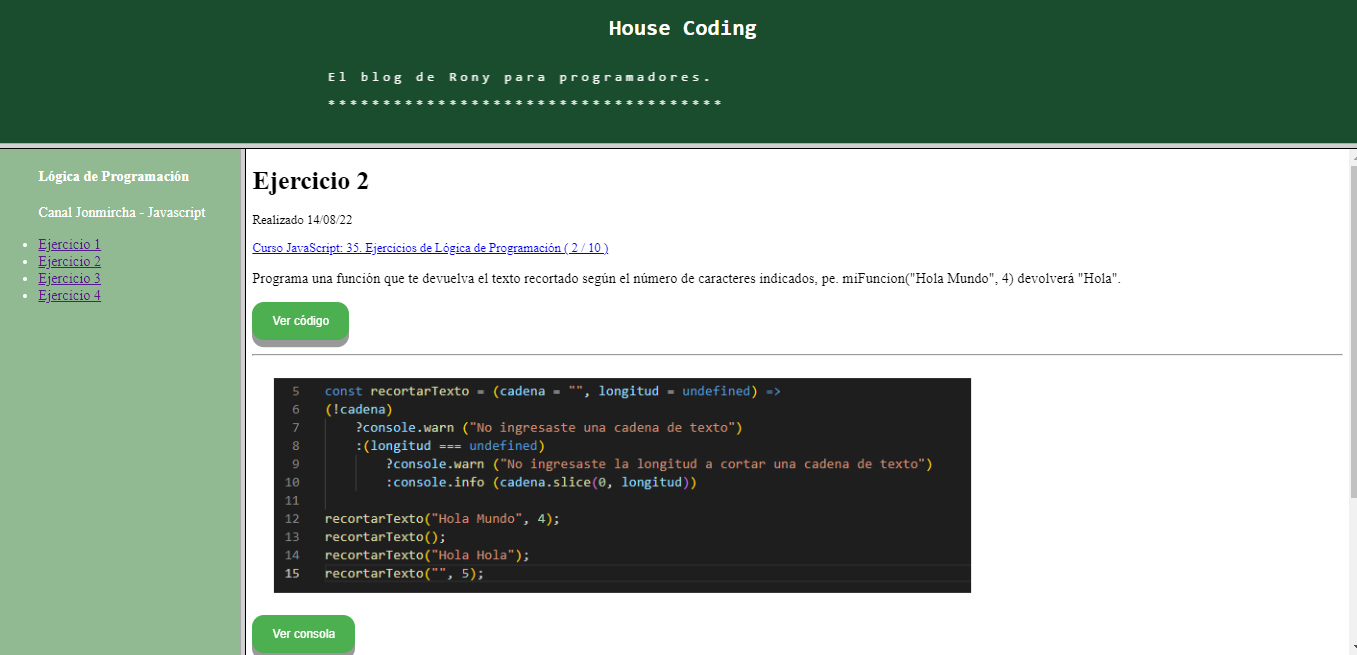 House Coding
El blog de Rony para programadores.
************************************
Lógica de Programación
Canal Jonmircha - Javascript
Ejercicio 1
Ejercicio 2
Ejercicio 3
Ejercicio 4
Ejercicio 2
Realizado 14/08/22
Curso JavaScript: 35. Ejercicios de Lógica de Programación ( 2 / 10 )
Programa una función que te devuelva el texto recortado según el número de caracteres indicados, pe. miFuncion("Hola Mundo", 4) devolverá "Hola".
Ver código
5 const recortarTexto = (cadena = "", longitud = undefined) =>
6 (!cadena)
7 ?console.warn ("No ingresaste una cadena de texto")
8 :(longitud === undefined)
9 ?console.warn ("No ingresaste la longitud a cortar una cadena de texto")
10 :console.info (cadena.slice(0, longitud))
11
12 recortarTexto("Hola Mundo", 4);
13 recortarTexto();
14 recortarTexto("Hola Hola");
15 recortarTexto("", 5);
Ver consola